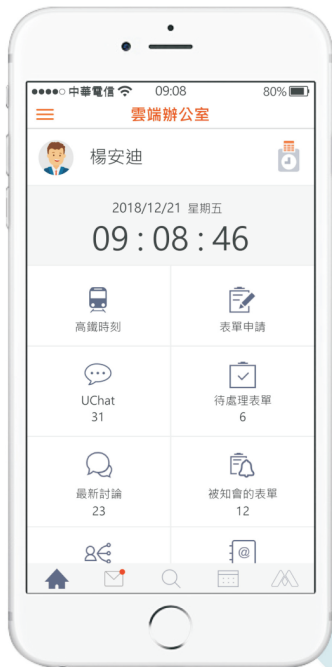 中華電信 09:08 80%
雲端辦公室
楊安迪
2018/12/21 星期五
09 : 08 : 46
高鐵時刻
表單申請
UChat
31
待處理表單
6
最新討論
23
被知會的表單
12